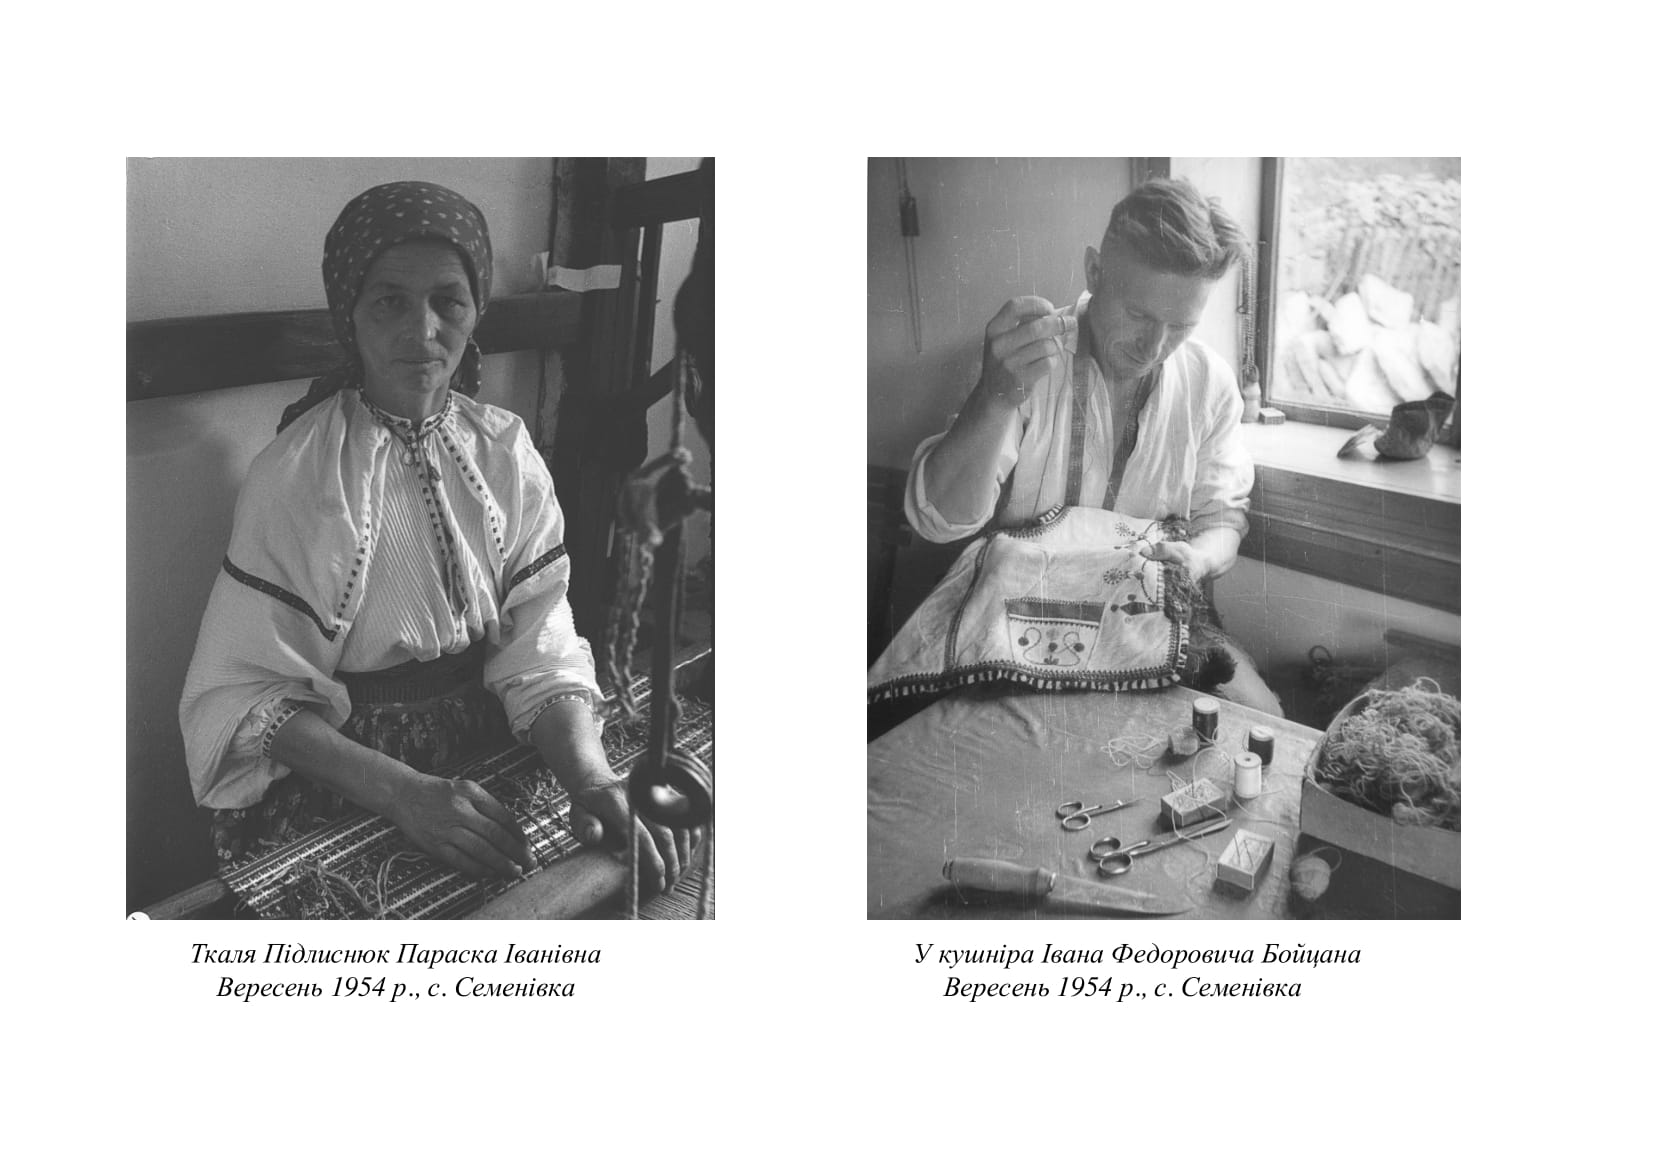 Ткаля Підлиснюк Параска Іванівна
Вересень 1954 р., с. Семенівка
У кушніра Івана Федоровича Бойцана
Вересень 1954 р., с. Семенівка